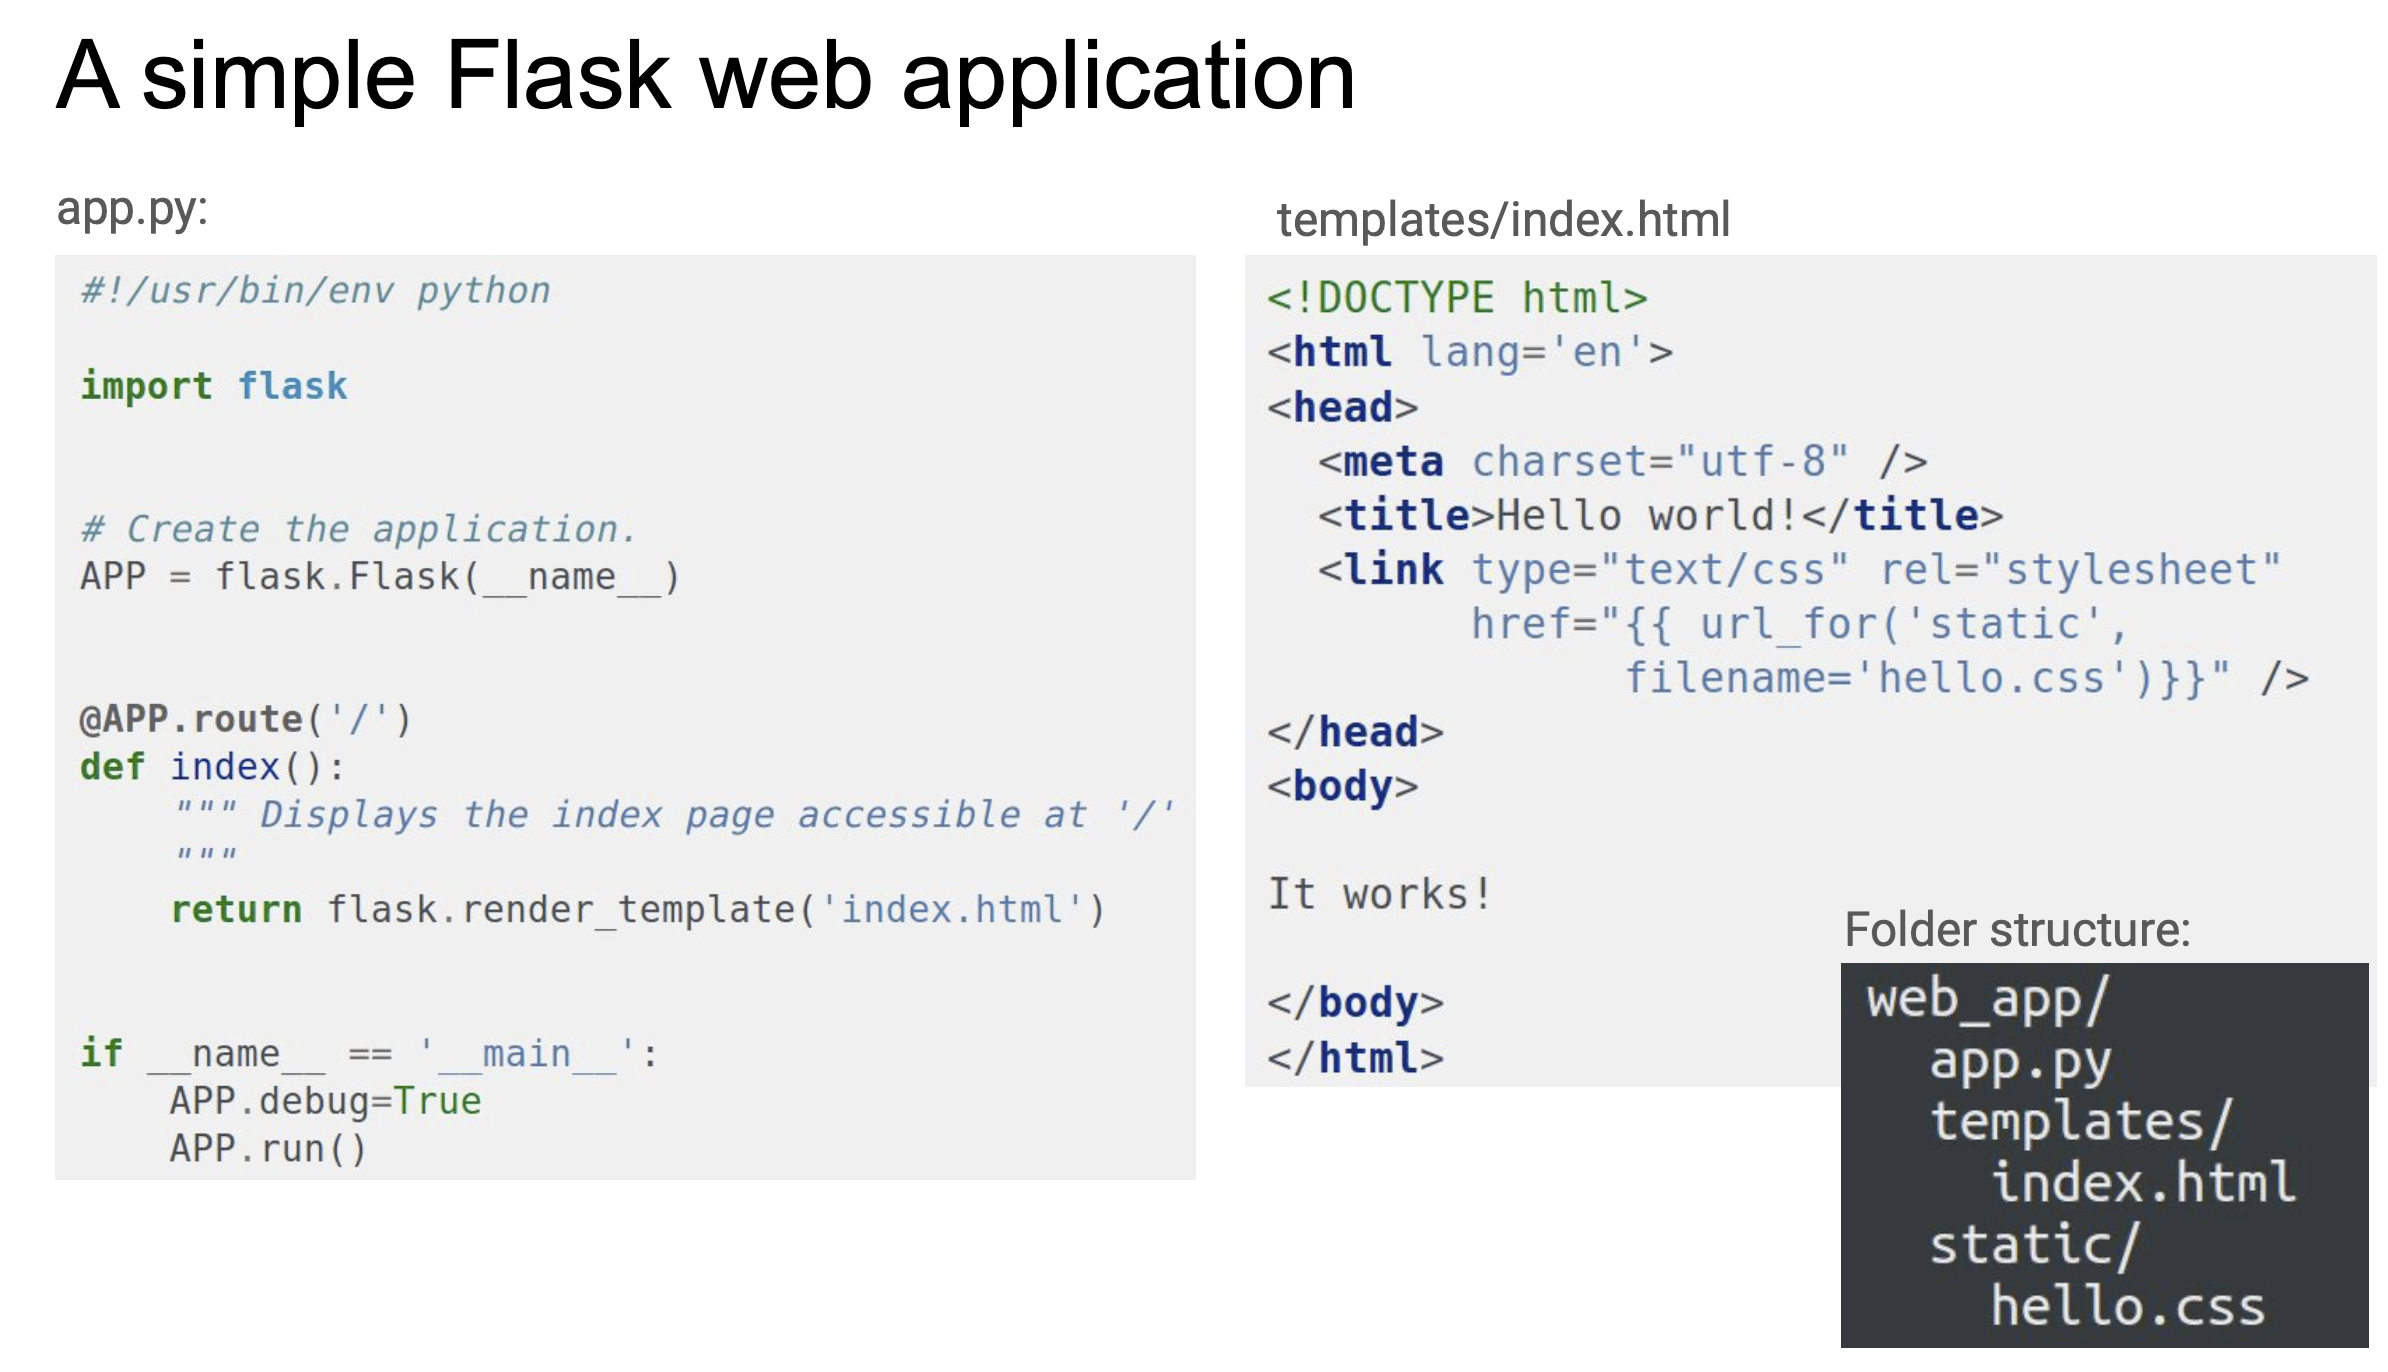 A simple Flask web application
app.py:
#!/usr/bin/env python
import flask
# Create the application.
APP = flask.Flask(__name__)
@APP.route('/')
def index():
    """ Displays the index page accessible at '/'
    """
    return flask.render_template('index.html')
if __name__ == '__main__':
    APP.debug=True
    APP.run()
templates/index.html
<!DOCTYPE html>
<html lang='en'>
<head>
  <meta charset="utf-8" />
  <title>Hello world!</title>
  <link type="text/css" rel="stylesheet"
        href="{{ url_for('static',
              filename='hello.css')}}" />
</head>
<body>
It works!
</body>
</html>
Folder structure:
web_app/
  app.py
  templates/
    index.html
  static/
    hello.css